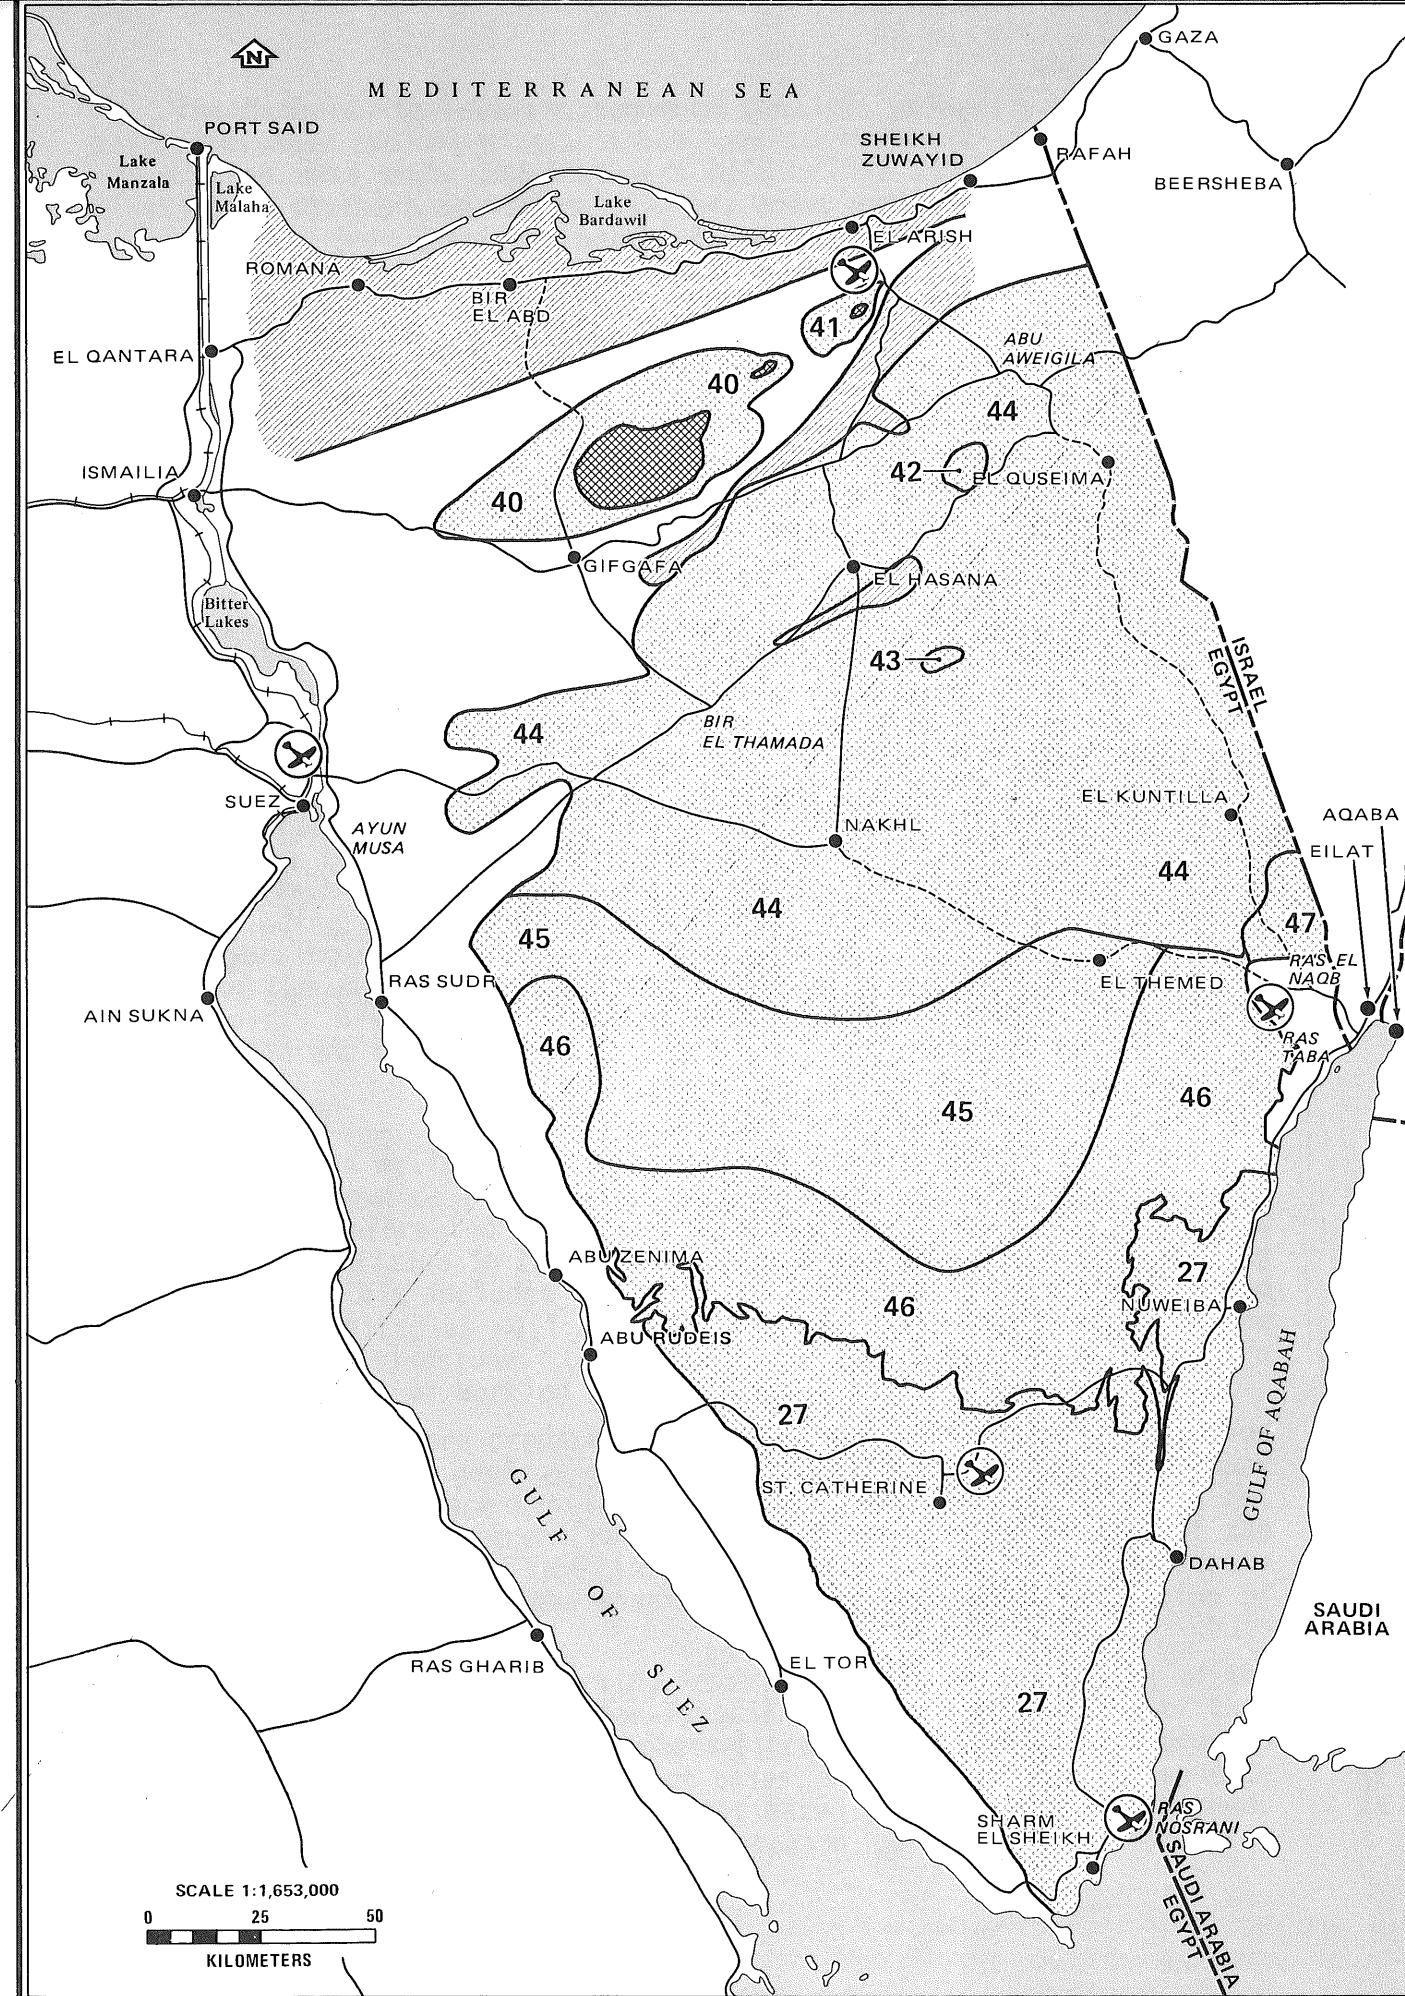 N
MEDITERRANEAN SEA
GAZA
PORT SAID
SHEIKH
ZUWAYID
RAFAH
Lake
Manzala
Lake
Malaha
BEERSHEBA
Lake
Bardawil
EL ARISH
ROMANA
BIR
EL ABD
41
EL QANTARA
ABU
AWEIGILA
40
44
ISMAILIA
42
EL QUSEIMA
40
GIFGAFA
EL HASANA
Bitter
Lakes
43
ISRAEL
EGYPT
44
BIR
EL THAMADA
SUEZ
EL KUNTILLA
AQABA
AYUN
MUSA
NAKHL
EILAT
44
44
47
45
RAS EL
NAQB
RAS SUDR
EL THEMED
AIN SUKNA
46
RAS
TABA
45
46
ABU ZENIMA
27
46
NUWEIBA
ABU RUDEIS
GULF OF AQABAH
27
ST. CATHERINE
GULF OF SUEZ
DAHAB
SAUDI
ARABIA
RAS GHARIB
EL TOR
27
SHARM
EL SHEIKH
RAS
NOSRANI
SAUDI ARABIA
EGYPT
SCALE 1:1,653,000
0 25 50
KILOMETERS